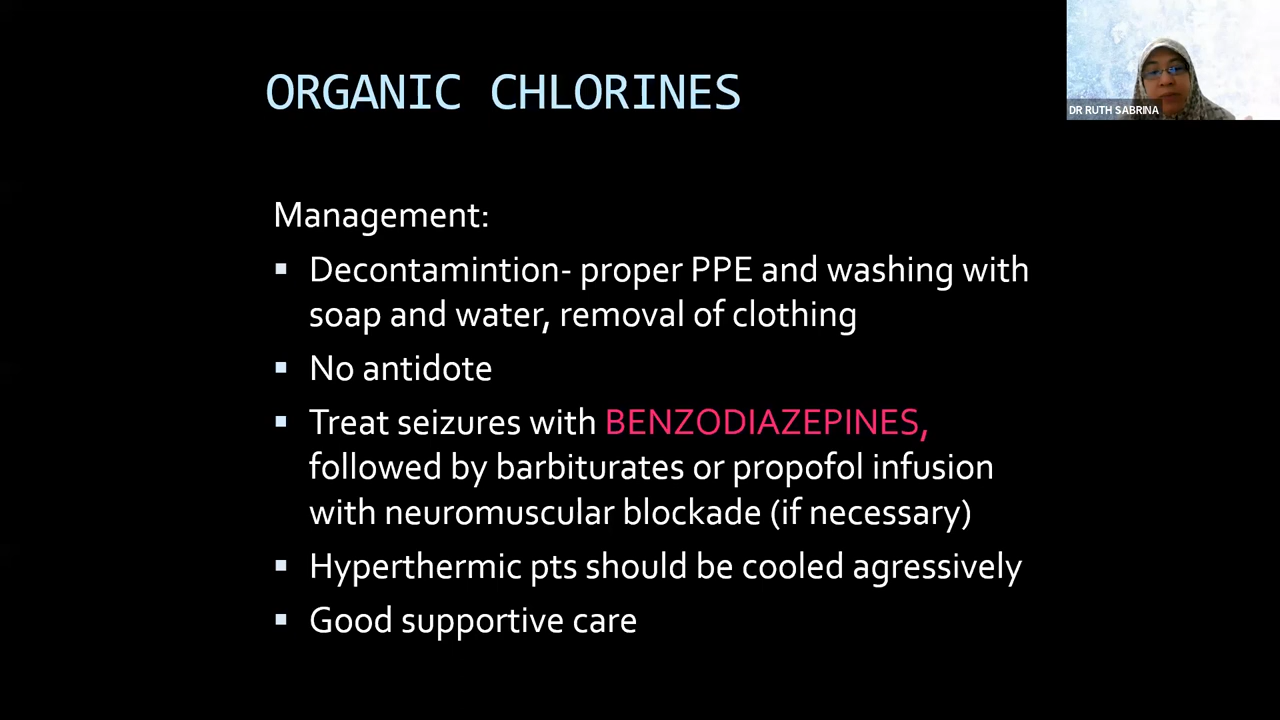 ORGANIC CHLORINES
DR RUTH SABRINA
Management:
▪ Decontamintion- proper PPE and washing with
soap and water, removal of clothing
▪ No antidote
▪ Treat seizures with BENZODIAZEPINES,
followed by barbiturates or propofol infusion
with neuromuscular blockade (if necessary)
▪ Hyperthermic pts should be cooled agressively
▪ Good supportive care